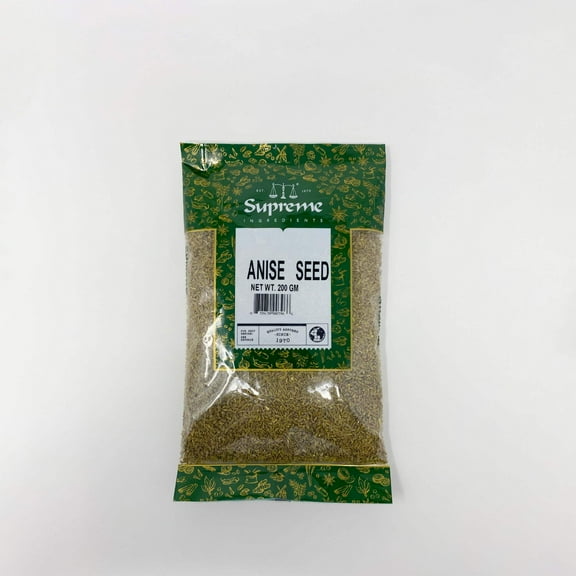 EST. 1970
Supreme
INGREDIENTS
ANISE SEED
NET WT. 200 GM
QUALITY ASSURED
-SINCE-
1970